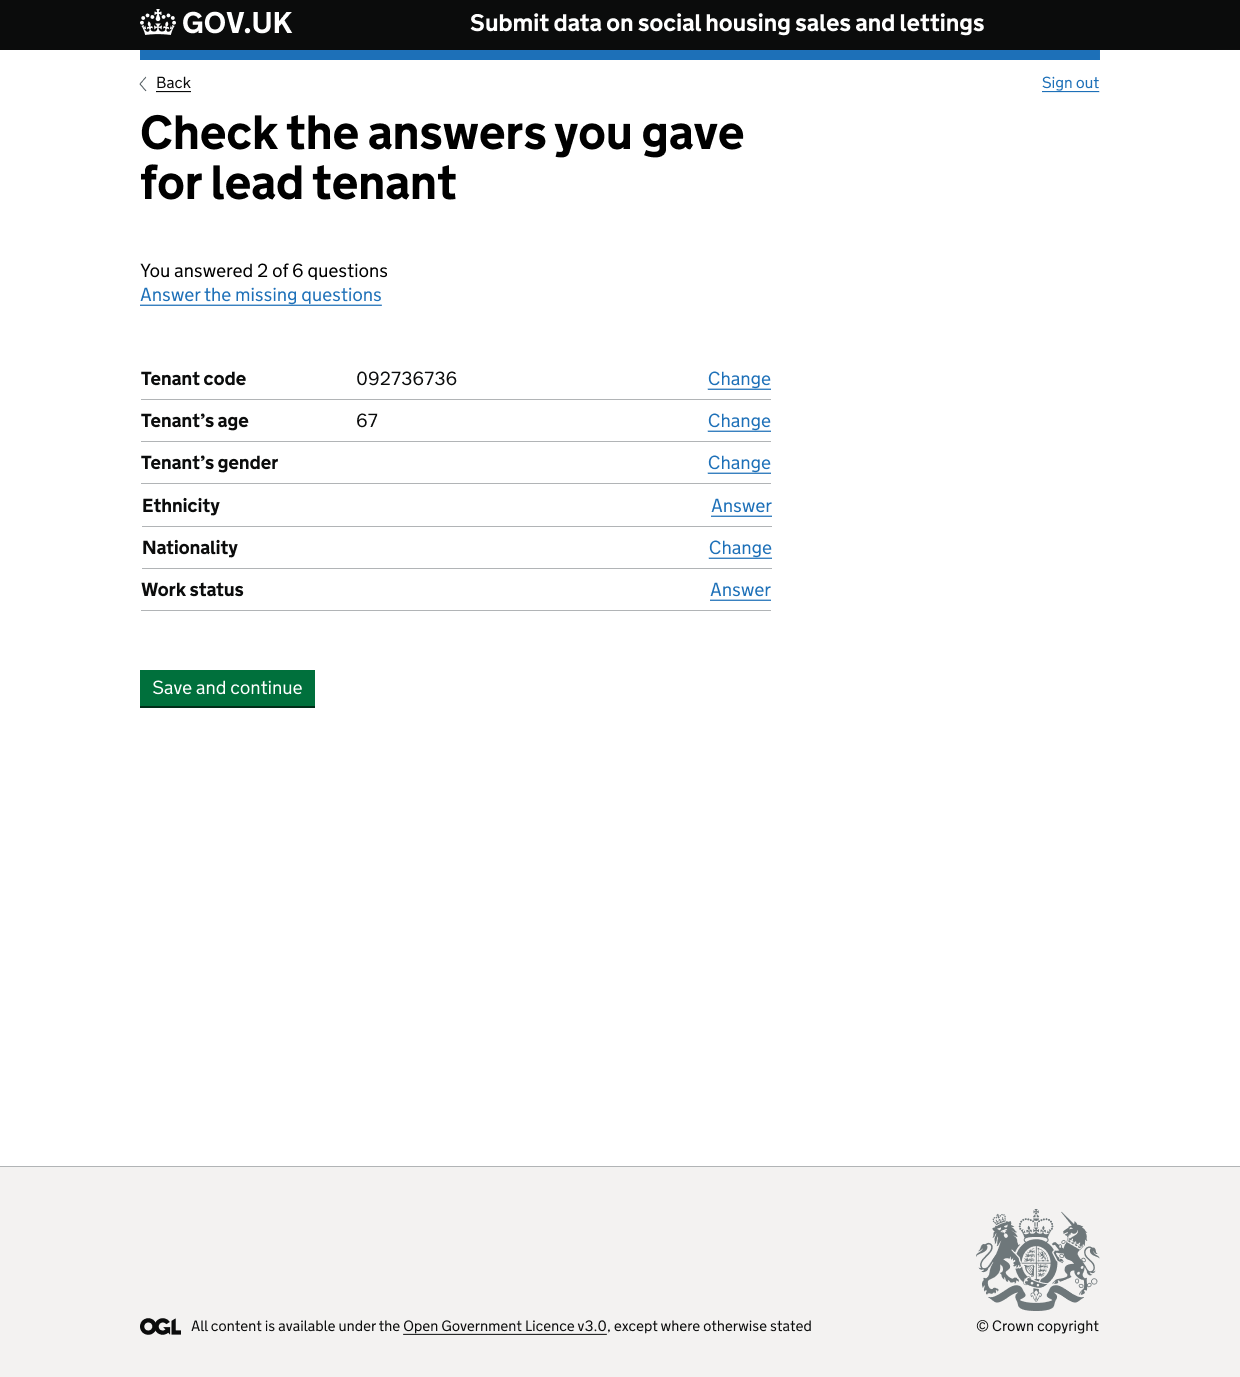 GOV.UK
Submit data on social housing sales and lettings
Back
Sign out
Check the answers you gave
for lead tenant
You answered 2 of 6 questions
Answer the missing questions
Tenant code 092736736 Change
Tenant’s age 67 Change
Tenant’s gender Change
Ethnicity Answer
Nationality Change
Work status Answer
Save and continue
OGL All content is available under the Open Government Licence v3.0, except where otherwise stated
© Crown copyright